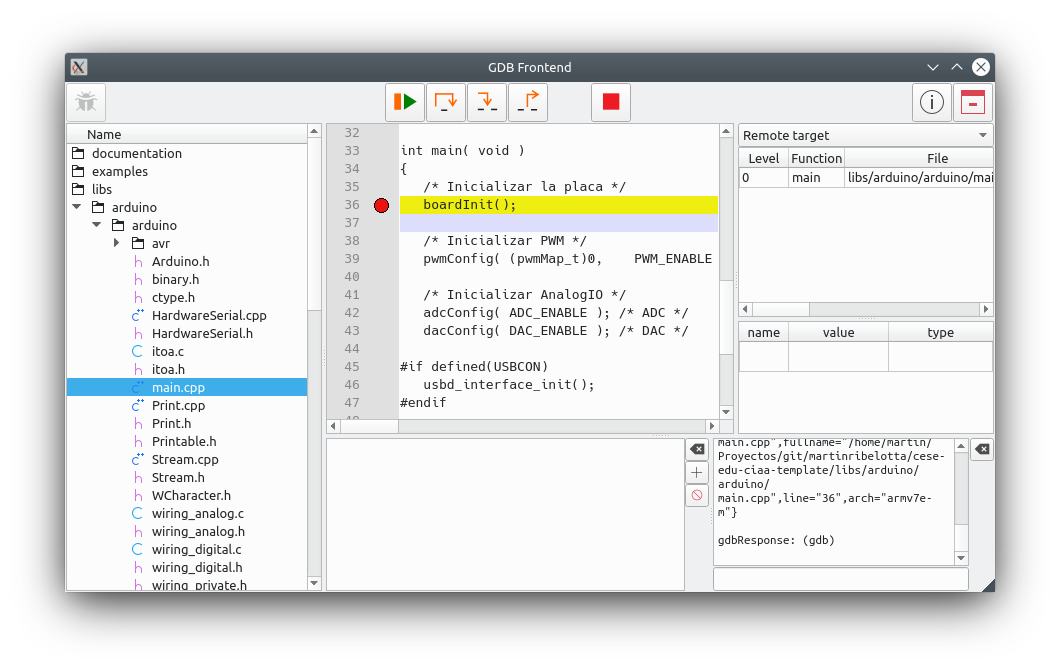 GDB Frontend
Name
documentation
examples
libs
arduino
arduino
avr
Arduino.h
binary.h
ctype.h
HardwareSerial.cpp
HardwareSerial.h
itoa.c
itoa.h
main.cpp
Print.cpp
Print.h
Printable.h
Stream.cpp
Stream.h
WCharacter.h
wiring_analog.c
wiring_analog.h
wiring_digital.c
wiring_digital.h
wiring_private.h
32
33 int main( void )
34 {
35 /* Inicializar la placa */
36 boardInit();
37
38 /* Inicializar PWM */
39 pwmConfig( (pwmMap_t)0, PWM_ENABLE
40
41 /* Inicializar AnalogIO */
42 adcConfig( ADC_ENABLE ); /* ADC */
43 dacConfig( DAC_ENABLE ); /* DAC */
44
45 #if defined(USBCON)
46 usbd_interface_init();
47 #endif
Remote target
Level Function File
0 main libs/arduino/arduino/mai
name value type
main.cpp",fullname="/home/martin/
Proyectos/git/martinribelotta/cese-
edu-ciaa-template/libs/arduino/
arduino/
main.cpp",line="36",arch="armv7e-
m"}
gdbResponse: (gdb)